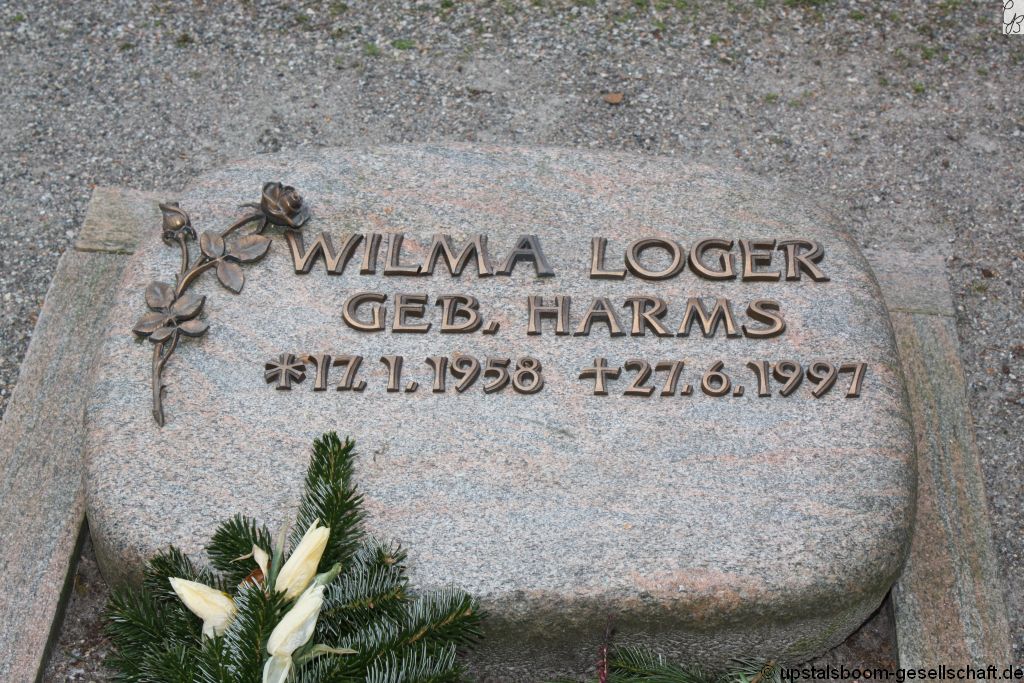 WILMA LOGER
GEB. HARMS
*17.1.1958 †27.6.1997
© upstalsboom-gesellschaft.de